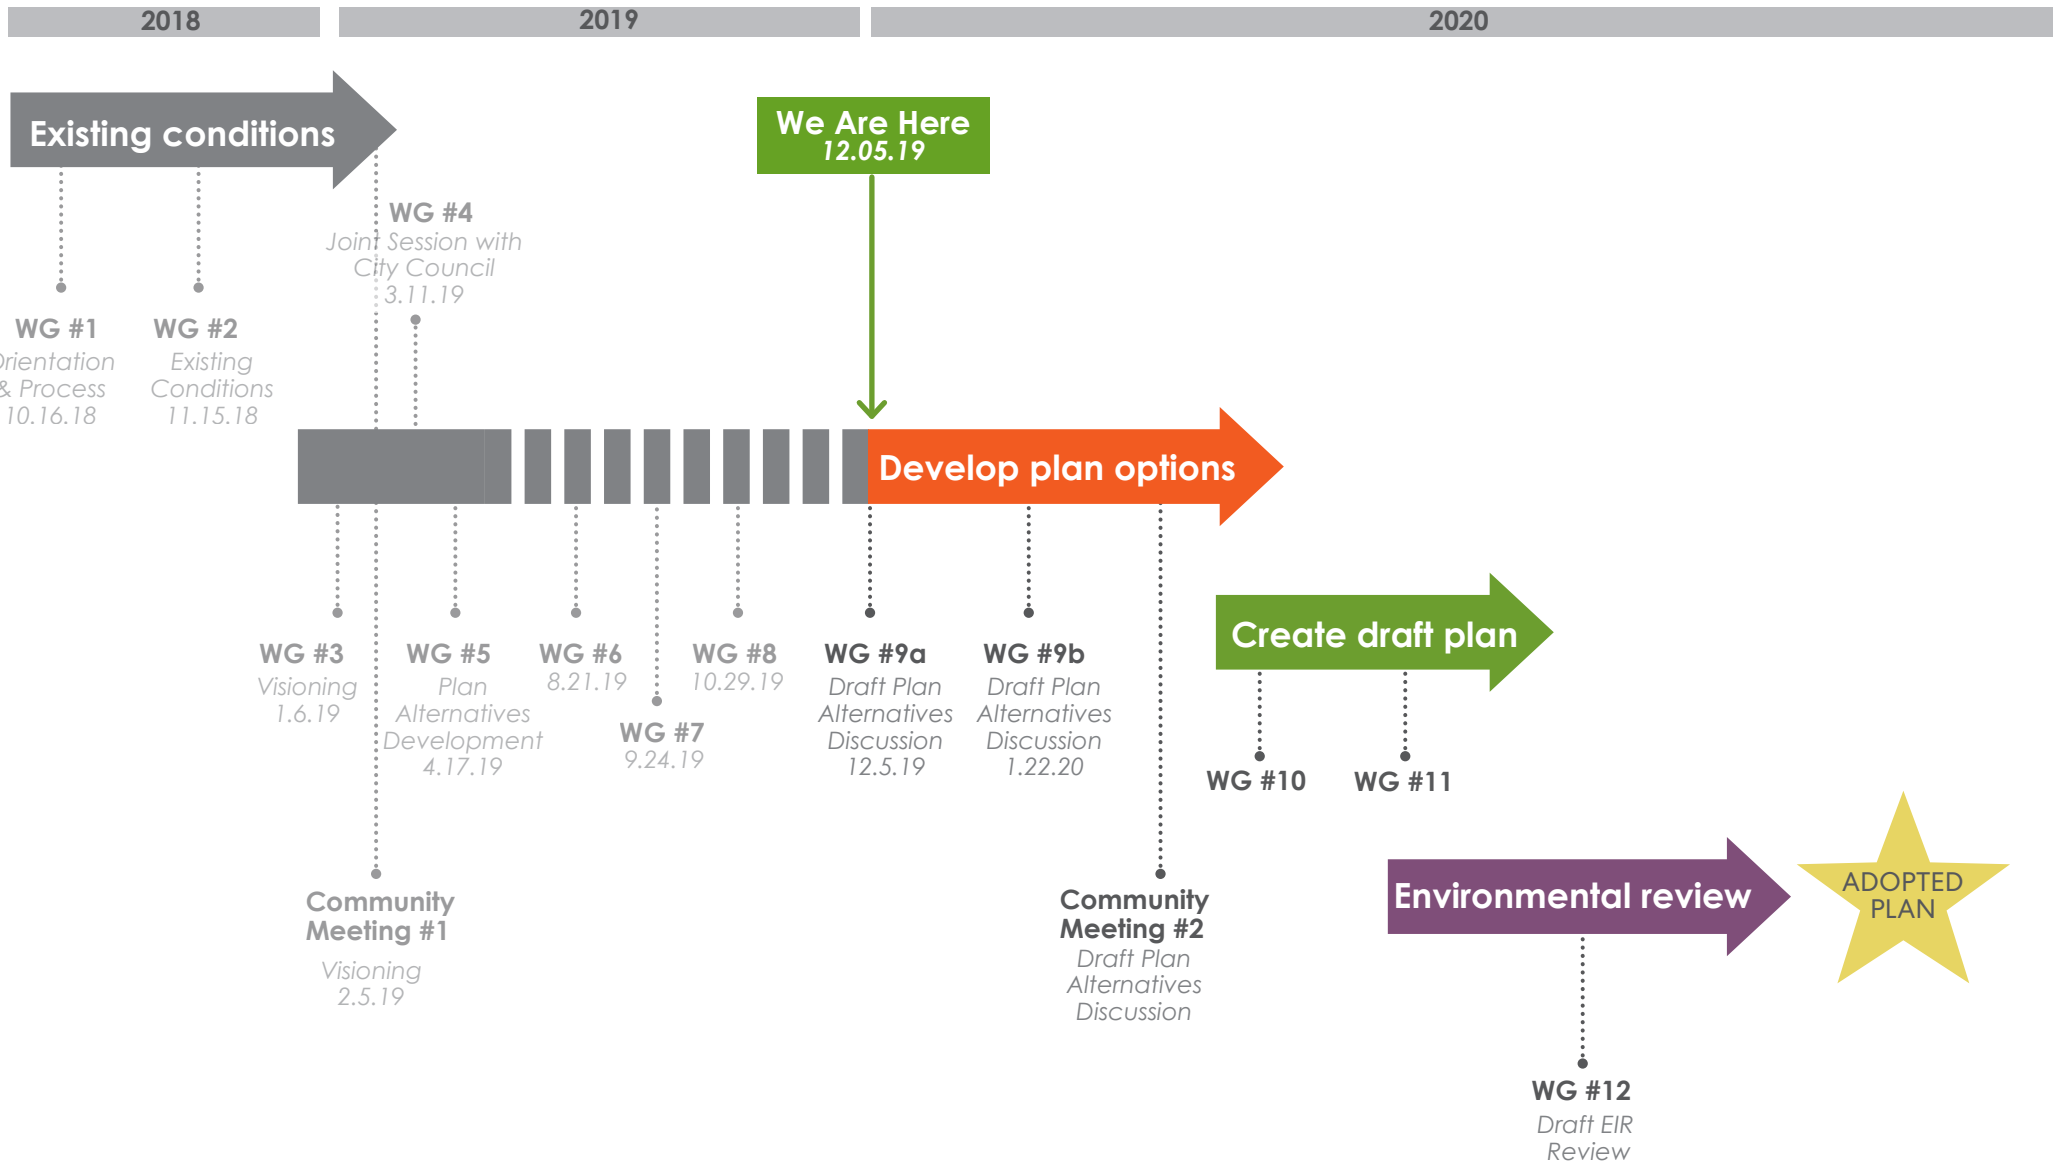 2018
2019
2020
Existing conditions
We Are Here
12.05.19
WG #4
Joint Session with
City Council
3.11.19
WG #1
Orientation
& Process
10.16.18
WG #2
Existing
Conditions
11.15.18
Develop plan options
WG #3
Visioning
1.6.19
WG #5
Plan
Alternatives
Development
4.17.19
WG #6
8.21.19
WG #7
9.24.19
WG #8
10.29.19
WG #9a
Draft Plan
Alternatives
Discussion
12.5.19
WG #9b
Draft Plan
Alternatives
Discussion
1.22.20
Create draft plan
WG #10
WG #11
Community
Meeting #1
Visioning
2.5.19
Community
Meeting #2
Draft Plan
Alternatives
Discussion
Environmental review
ADOPTED
PLAN
WG #12
Draft EIR
Review